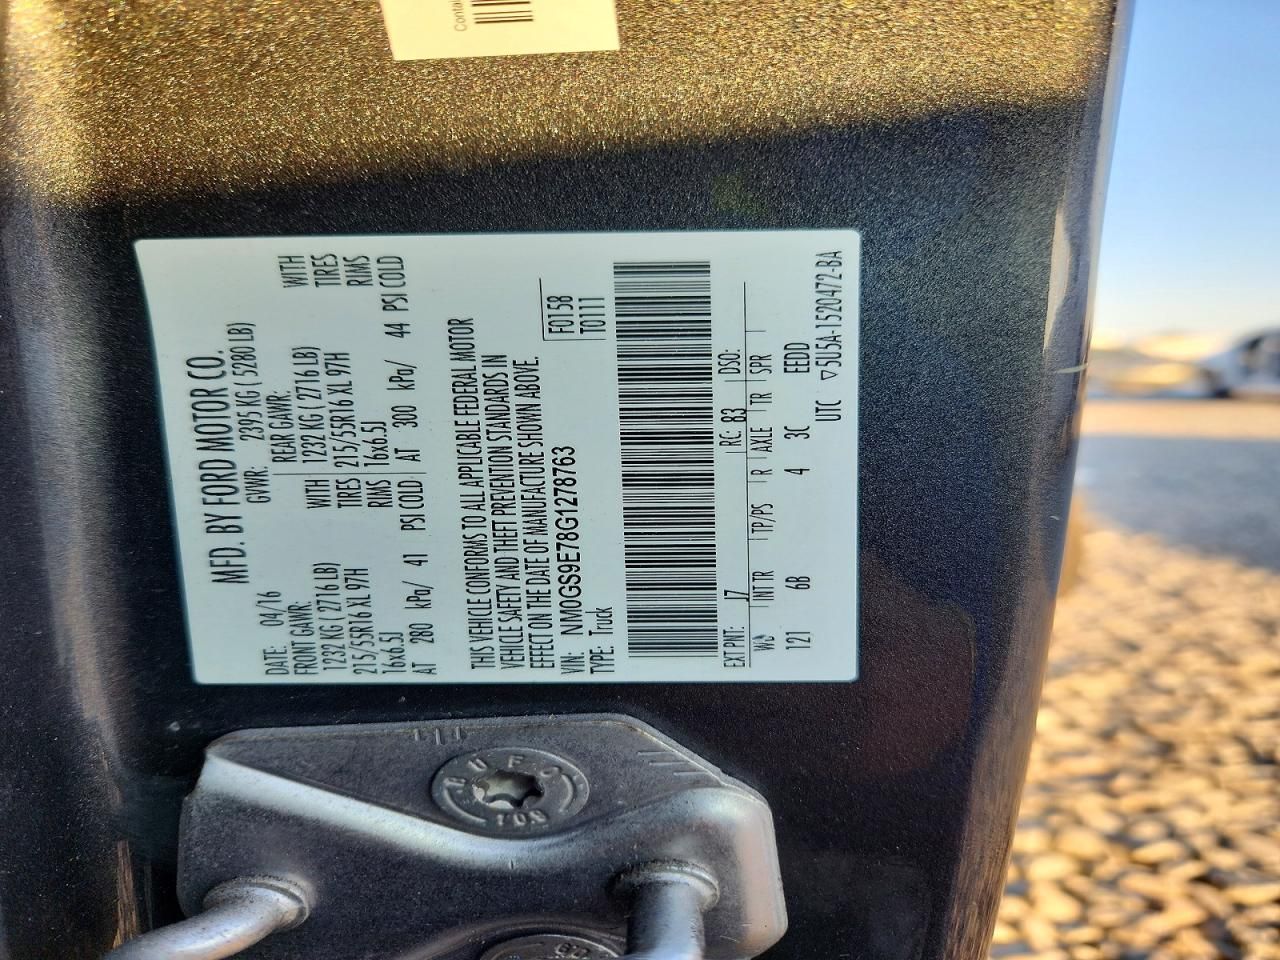 MFD. BY FORD MOTOR CO.
DATE: 04/16 GVWR: 2395 KG ( 5280 LB)
FRONT GAWR: REAR GAWR: WITH
1232 KG ( 2716 LB) WITH 1232 KG ( 2716 LB) TIRES
215/55R16 XL 97H TIRES 215/55R16 XL 97H RIMS
16x6.5J RIMS 16x6.5J
AT 280 kPa/ 41 PSI COLD AT 300 kPa/ 44 PSI COLD
THIS VEHICLE CONFORMS TO ALL APPLICABLE FEDERAL MOTOR
VEHICLE SAFETY AND THEFT PREVENTION STANDARDS IN
EFFECT ON THE DATE OF MANUFACTURE SHOWN ABOVE.
VIN: NM0GS9E78G1278763 F0158
TYPE: Truck T0111
EXT PNT: J7 RC: 83 DSO:
WB INT TR TP/PS R AXLE TR SPR
121 6B 4 3C EEDD
UTC ▽5U5A-1520472-BA